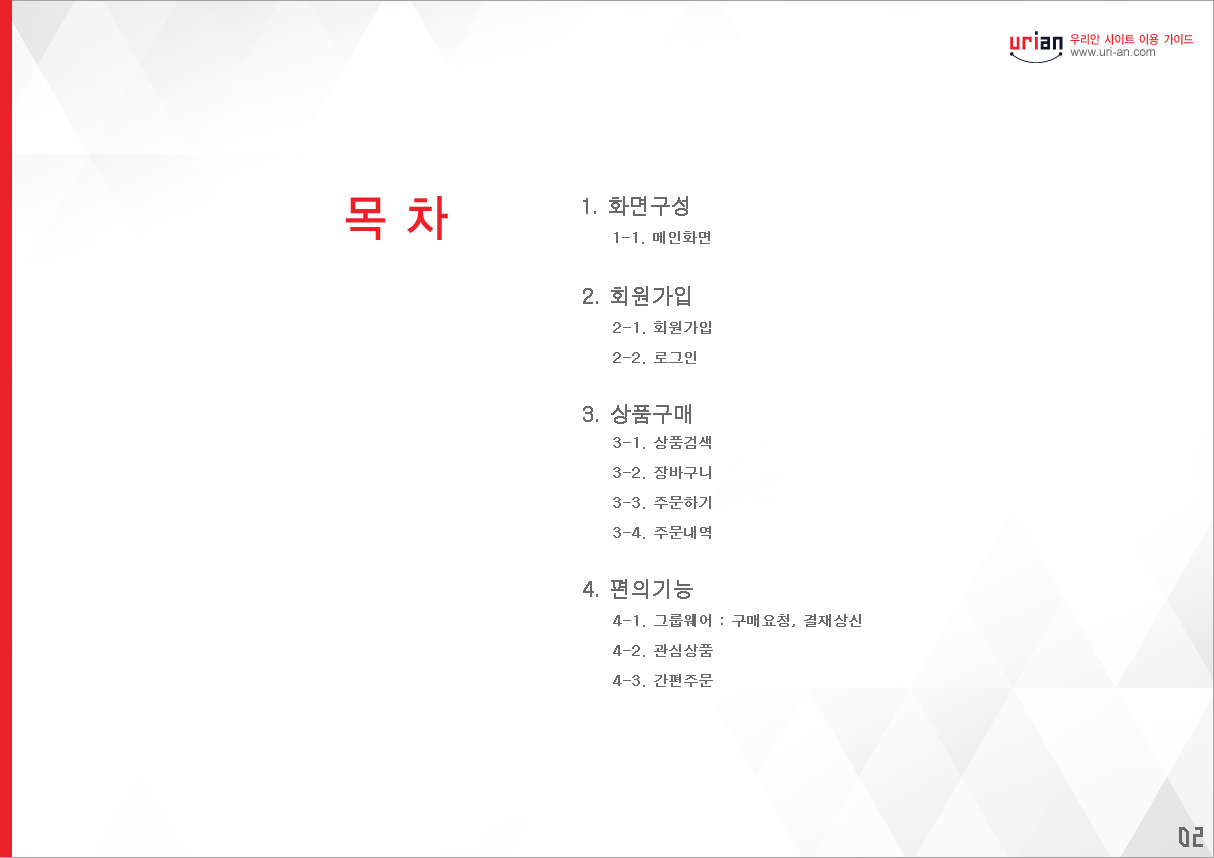 urian 우리안 사이트 이용 가이드
www.uri-an.com
목 차
1. 화면구성
1-1. 메인화면
2. 회원가입
2-1. 회원가입
2-2. 로그인
3. 상품구매
3-1. 상품검색
3-2. 장바구니
3-3. 주문하기
3-4. 주문내역
4. 편의기능
4-1. 그룹웨어 : 구매요청, 결재상신
4-2. 관심상품
4-3. 간편주문
02